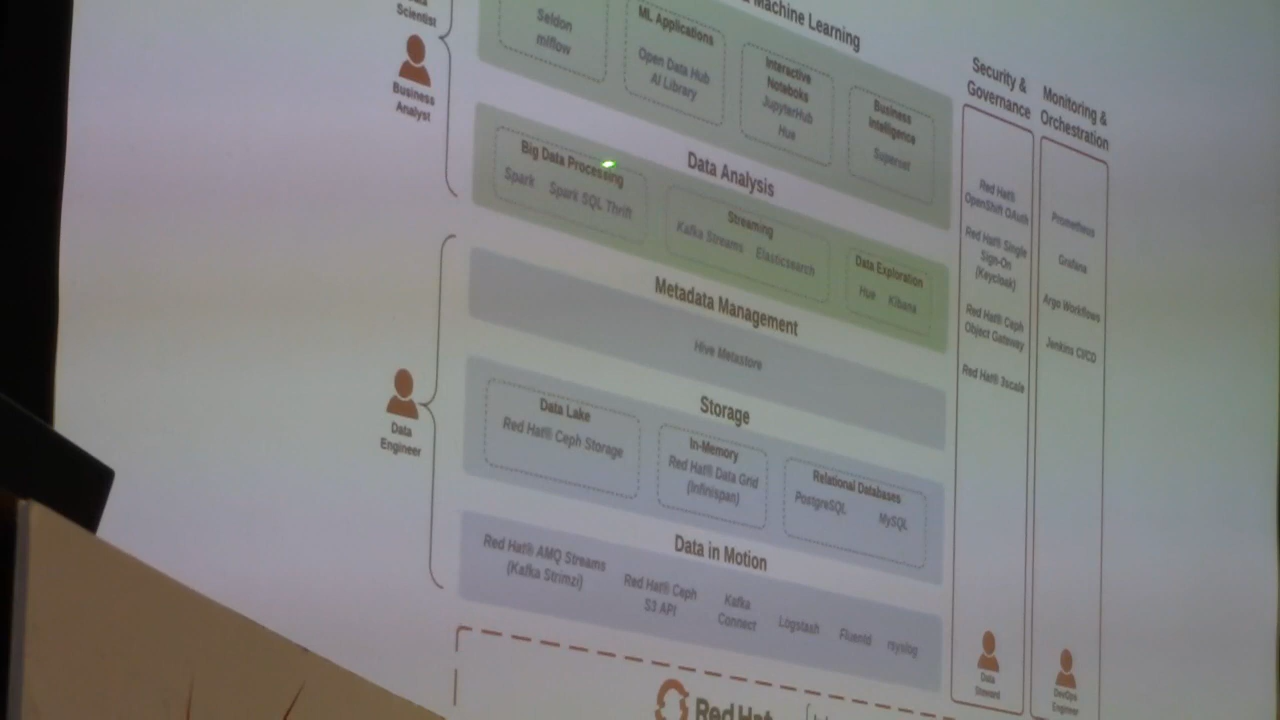 Scientist
Business
Analyst
Machine Learning
Seldon
mlflow
ML Applications
Open Data Hub
AI Library
Interactive
Noteboks
JupyterHub
Hue
Business
Intelligence
Superset
Data Analysis
Big Data Processing
Spark Spark SQL Thrift
Streaming
Kafka Streams Elasticsearch
Data Exploration
Hue Kibana
Metadata Management
Hive Metastore
Data
Engineer
Storage
Data Lake
Red Hat® Ceph Storage
In-Memory
Red Hat® Data Grid
(Infinispan)
Relational Databases
PostgreSQL MySQL
Data in Motion
Red Hat® AMQ Streams
(Kafka Strimzi)
Red Hat® Ceph
S3 API
Kafka
Connect
Logstash
Fluentd
rsyslog
Red Hat
Security &
Governance
Red Hat®
OpenShift OAuth
Red Hat® Single
Sign-On
(Keycloak)
Red Hat® Ceph
Object Gateway
Red Hat® 3scale
Data
Steward
Monitoring &
Orchestration
Prometheus
Grafana
Argo Workflows
Jenkins CI/CD
DevOps
Engineer